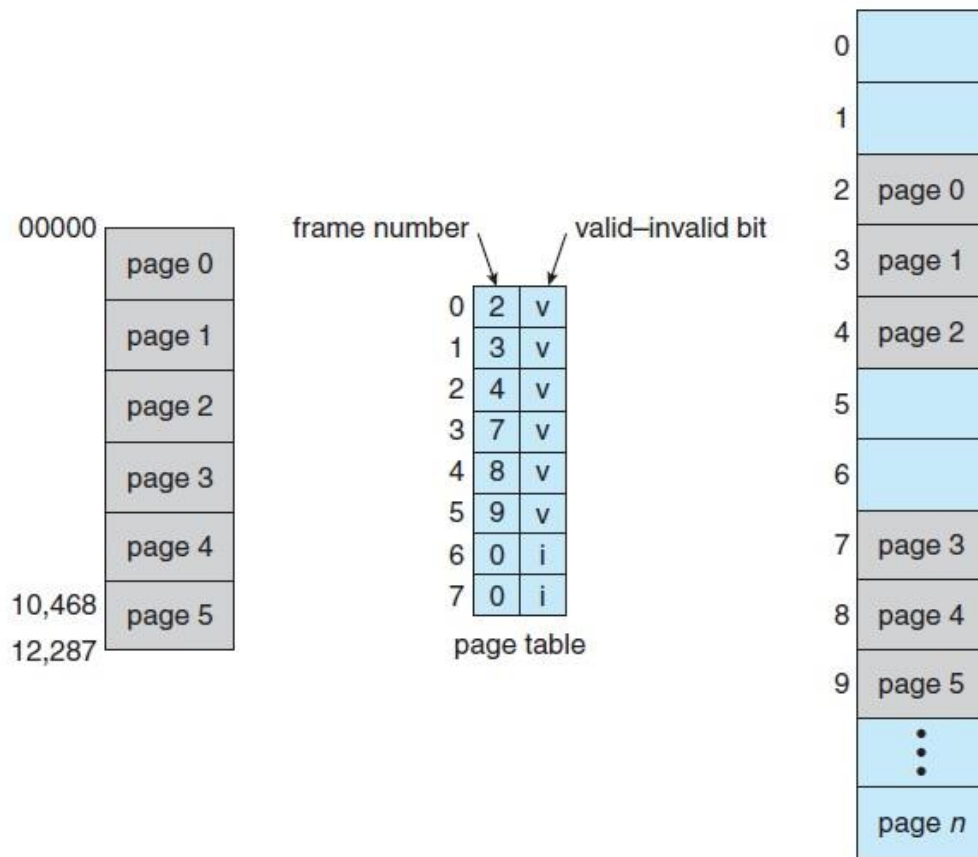 00000
page 0
page 1
page 2
page 3
page 4
10,468
page 5
12,287
frame number
valid–invalid bit
0 2 v
1 3 v
2 4 v
3 7 v
4 8 v
5 9 v
6 0 i
7 0 i
page table
0
1
2 page 0
3 page 1
4 page 2
5
6
7 page 3
8 page 4
9 page 5
page n